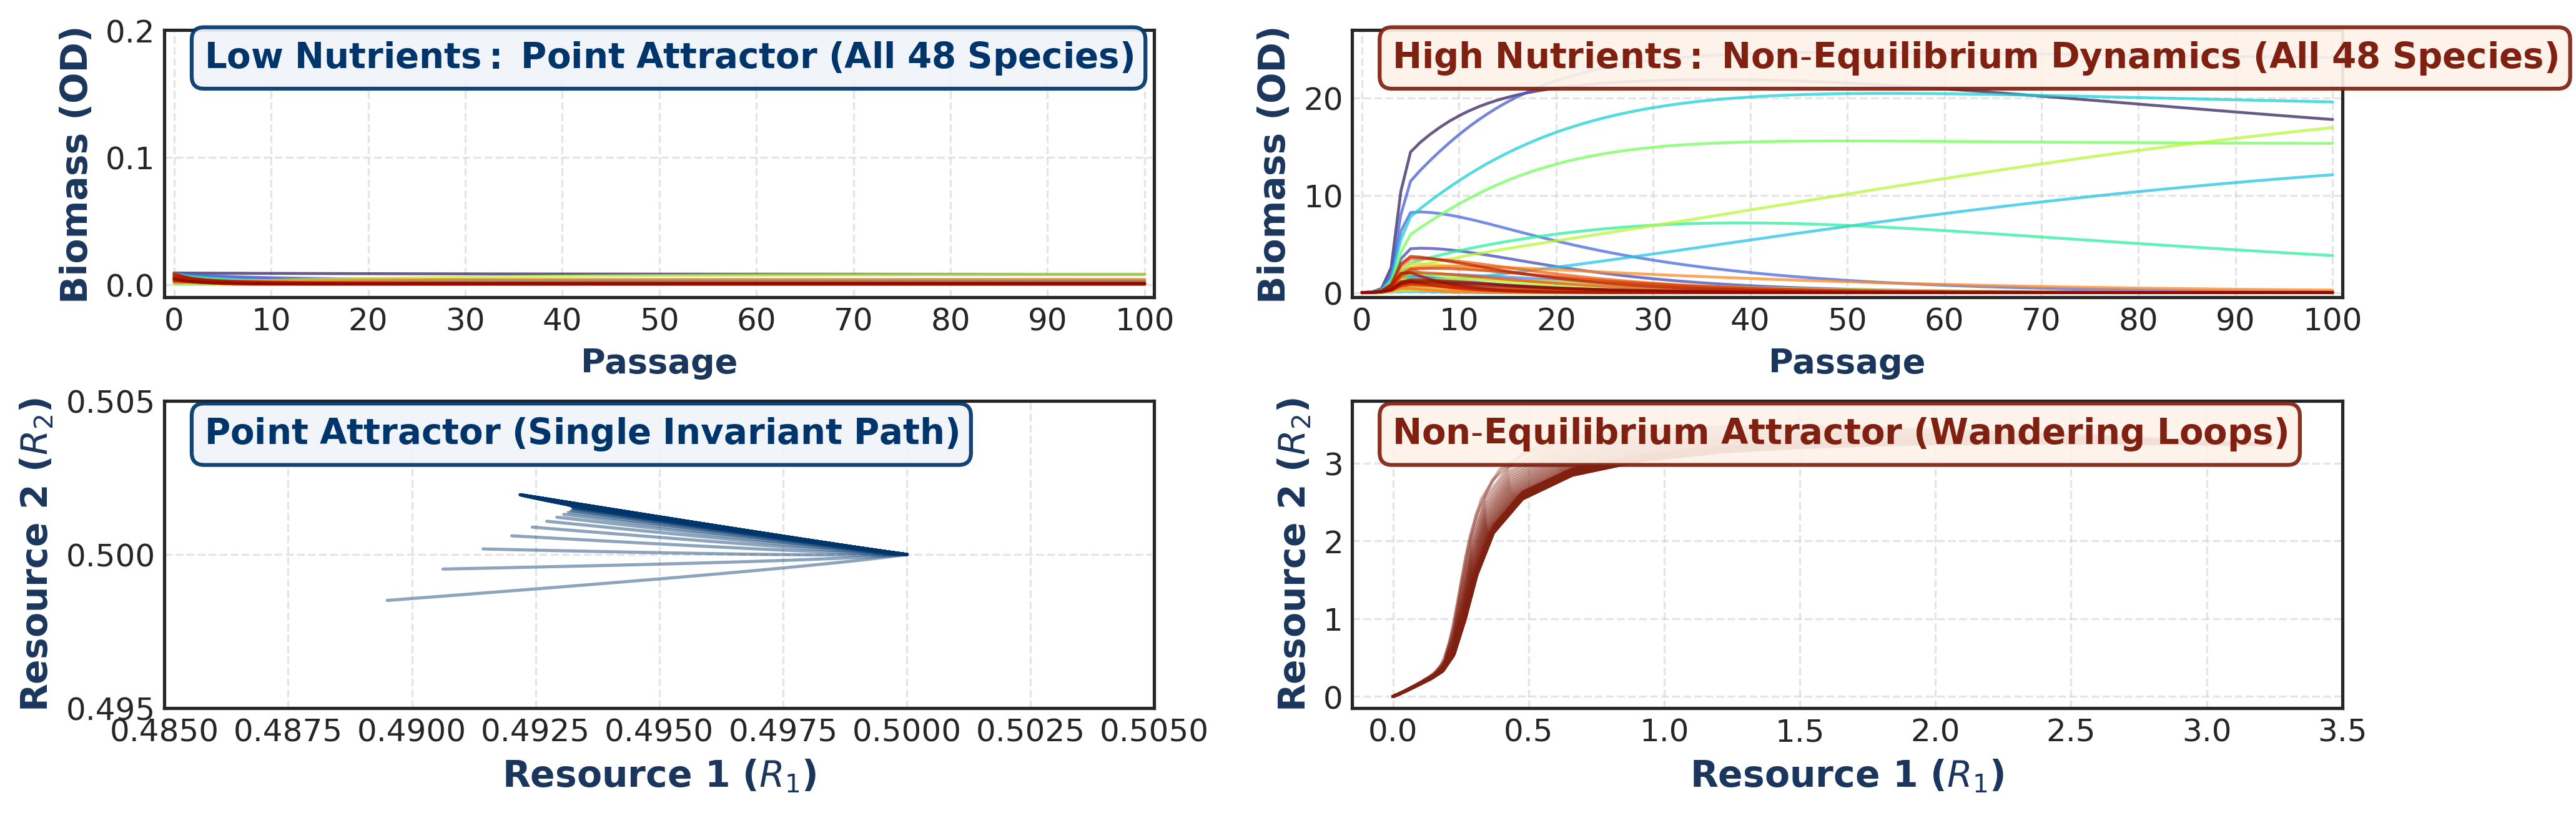 Low Nutrients: Point Attractor (All 48 Species)
Biomass (OD)
0.2
0.1
0.0
0 10 20 30 40 50 60 70 80 90 100
Passage
High Nutrients: Non-Equilibrium Dynamics (All 48 Species)
Biomass (OD)
20
10
0
0 10 20 30 40 50 60 70 80 90 100
Passage
Point Attractor (Single Invariant Path)
Resource 2 (R₂)
0.505
0.500
0.495
0.4850 0.4875 0.4900 0.4925 0.4950 0.4975 0.5000 0.5025 0.5050
Resource 1 (R₁)
Non-Equilibrium Attractor (Wandering Loops)
Resource 2 (R₂)
3
2
1
0
0.0 0.5 1.0 1.5 2.0 2.5 3.0 3.5
Resource 1 (R₁)